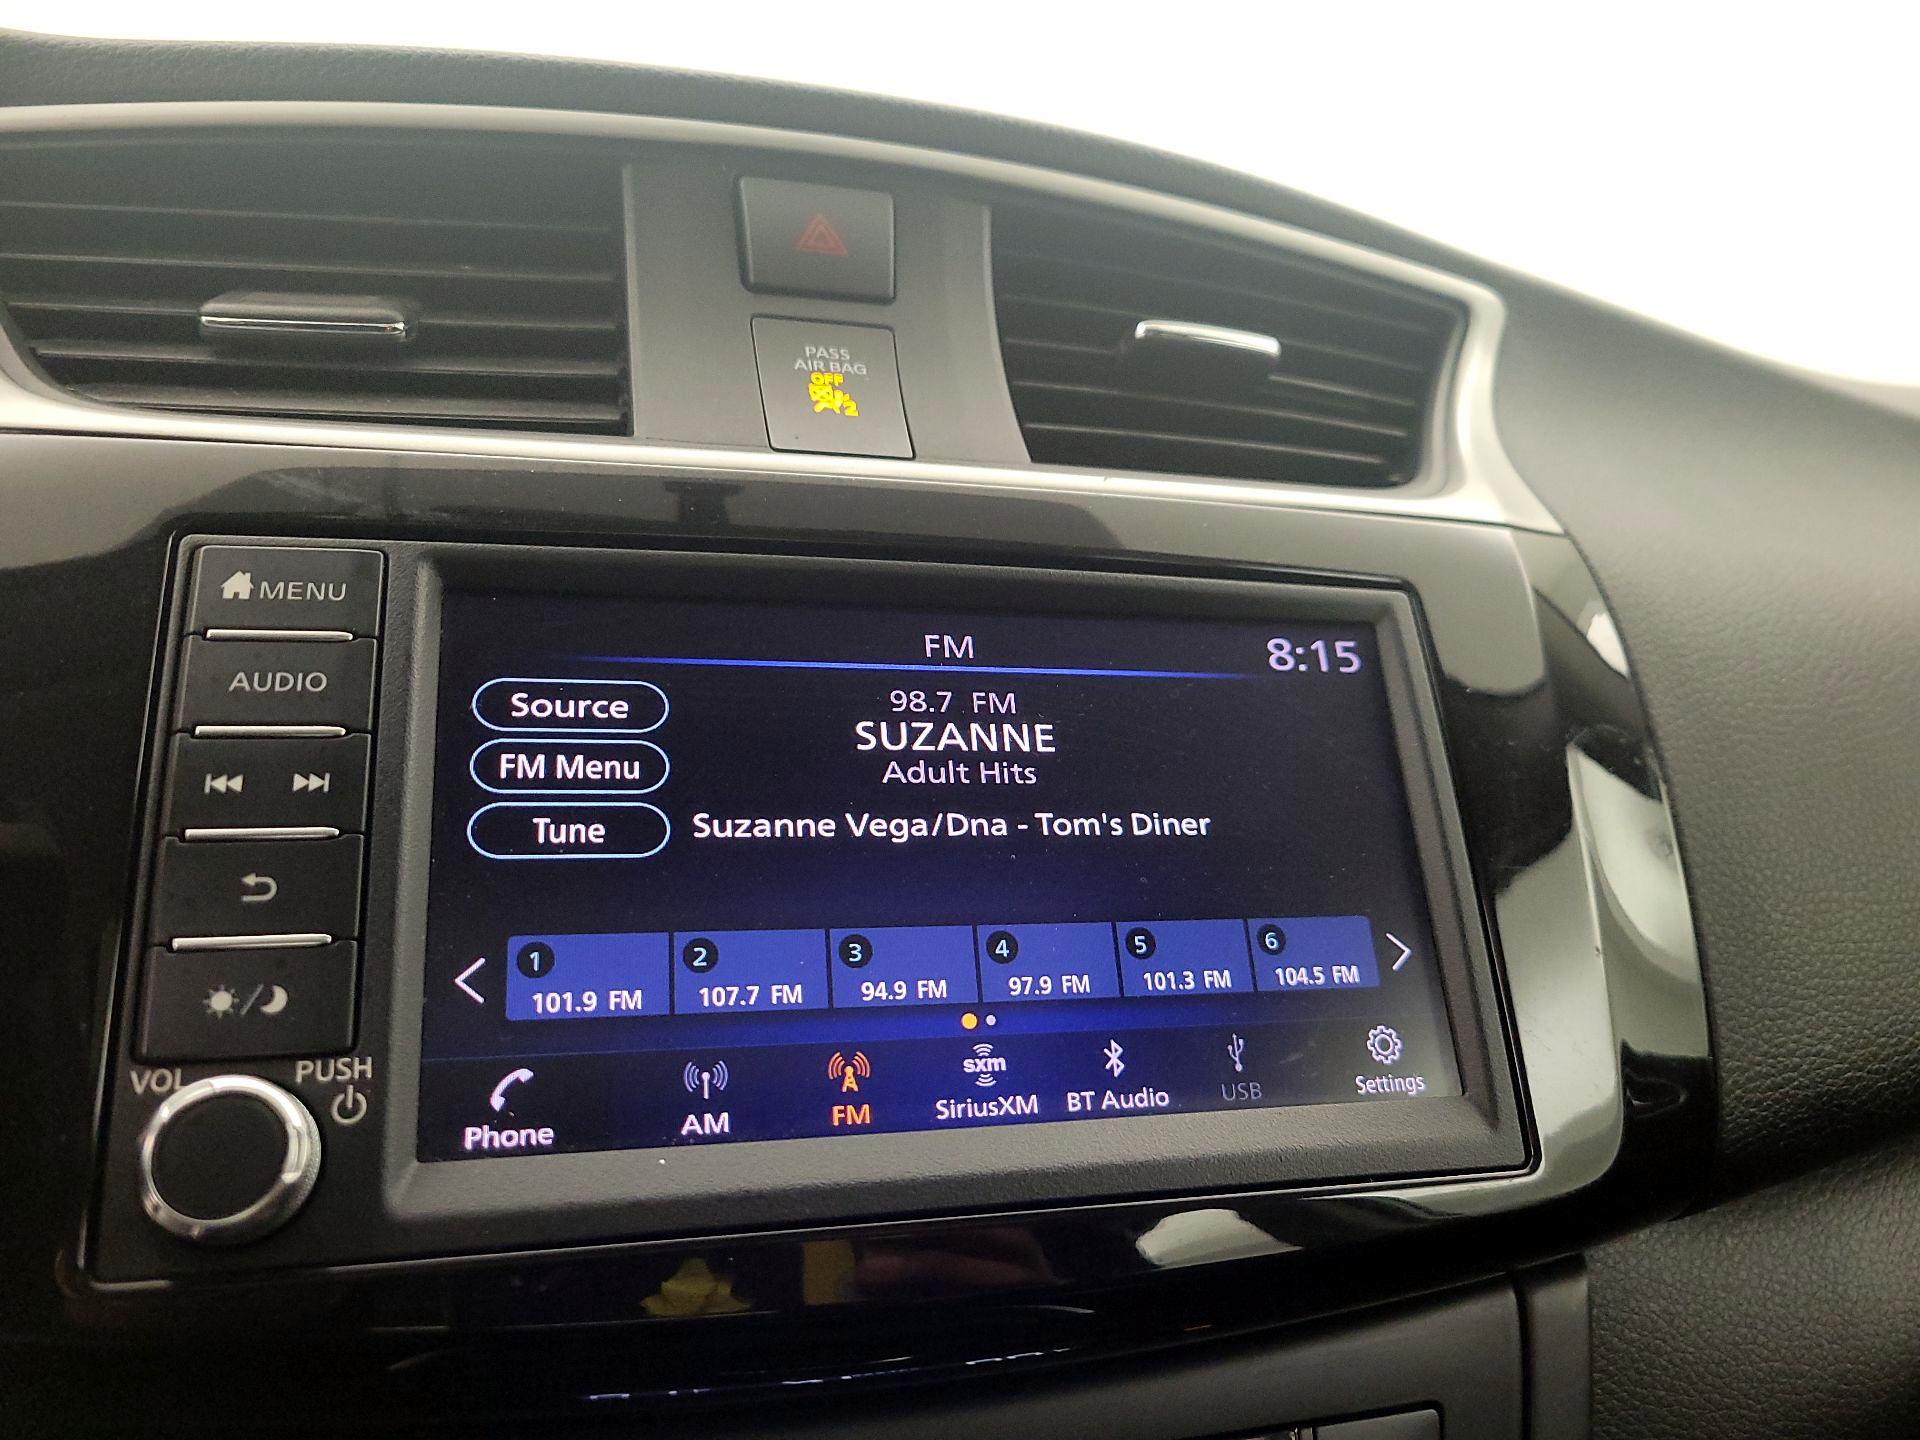 PASS
AIR BAG
OFF
2
MENU
AUDIO
VOL
PUSH
FM
8:15
Source
FM Menu
Tune
98.7 FM
SUZANNE
Adult Hits
Suzanne Vega/Dna - Tom's Diner
1 2 3 4 5 6
101.9 FM 107.7 FM 94.9 FM 97.9 FM 101.3 FM 104.5 FM
sxm
Phone AM FM SiriusXM BT Audio USB Settings